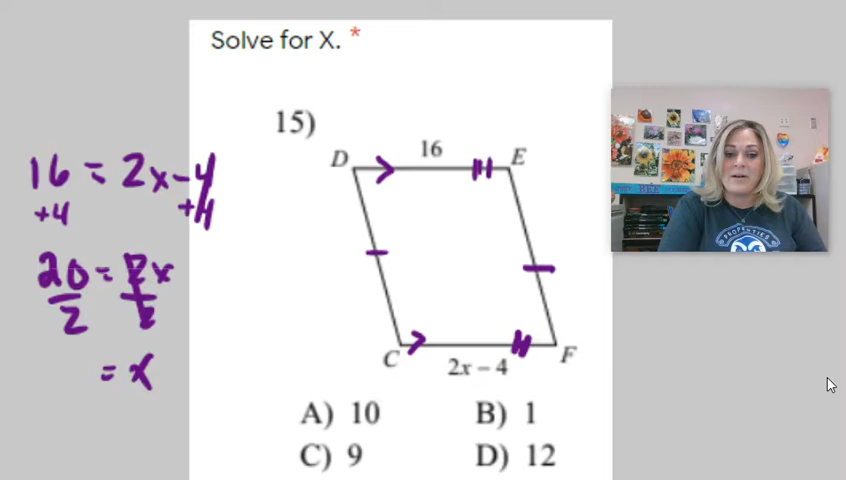 Solve for X. *
15)
D 16 E
C 2x – 4 F
A) 10 B) 1
C) 9 D) 12
16 = 2x – 4
+4 +4
20 = 2x
2 2
= x
PROPERTIES